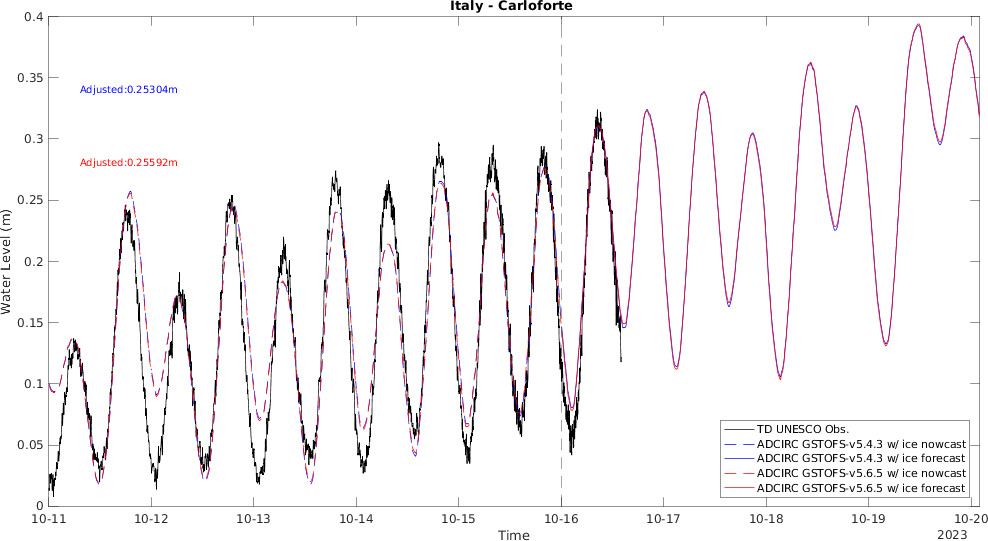 Italy - Carloforte
0.4
0.35
0.3
0.25
0.2
0.15
0.1
0.05
0
Water Level (m)
Adjusted:0.25304m
Adjusted:0.25592m
TD UNESCO Obs.
ADCIRC GSTOFS-v5.4.3 w/ ice nowcast
ADCIRC GSTOFS-v5.4.3 w/ ice forecast
ADCIRC GSTOFS-v5.6.5 w/ ice nowcast
ADCIRC GSTOFS-v5.6.5 w/ ice forecast
10-11 10-12 10-13 10-14 10-15 10-16 10-17 10-18 10-19 10-20
Time
2023